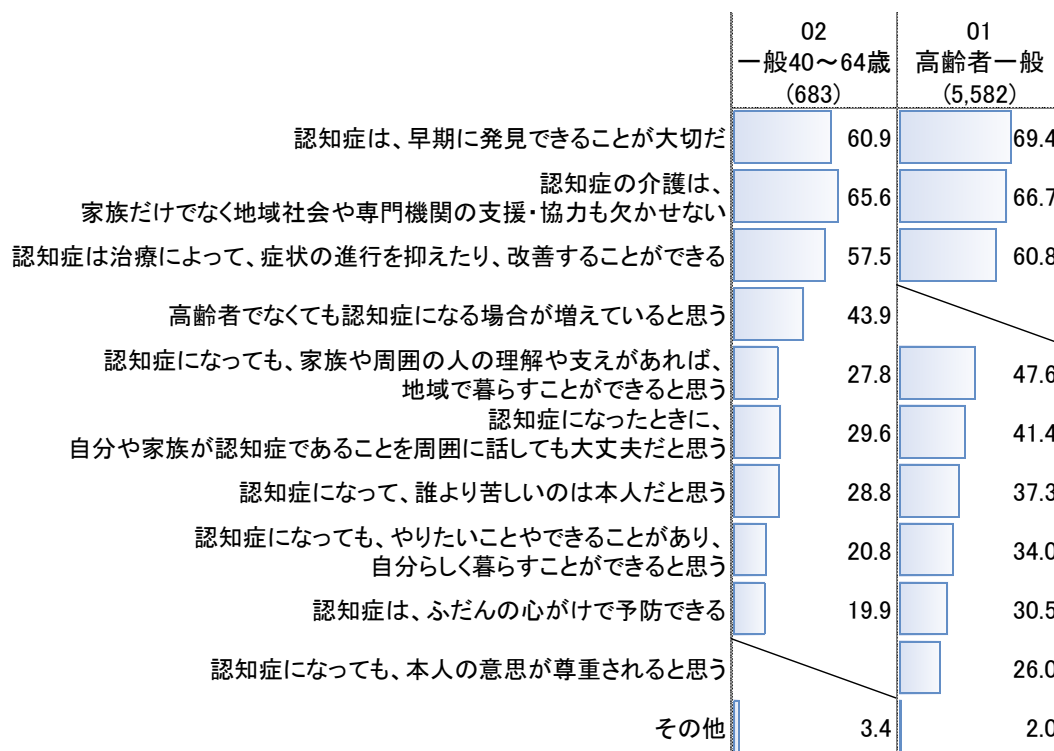 02
一般40～64歳
(683)
01
高齢者一般
(5,582)
認知症は、早期に発見できることが大切だ
60.9
69.4
認知症の介護は、
家族だけでなく地域社会や専門機関の支援・協力も欠かせない
65.6
66.7
認知症は治療によって、症状の進行を抑えたり、改善することができる
57.5
60.8
高齢者でなくても認知症になる場合が増えていると思う
43.9
認知症になっても、家族や周囲の人の理解や支えがあれば、
地域で暮らすことができると思う
27.8
47.6
認知症になったときに、
自分や家族が認知症であることを周囲に話しても大丈夫だと思う
29.6
41.4
認知症になって、誰より苦しいのは本人だと思う
28.8
37.3
認知症になっても、やりたいことやできることがあり、
自分らしく暮らすことができると思う
20.8
34.0
認知症は、ふだんの心がけで予防できる
19.9
30.5
認知症になっても、本人の意思が尊重されると思う
26.0
その他
3.4
2.0